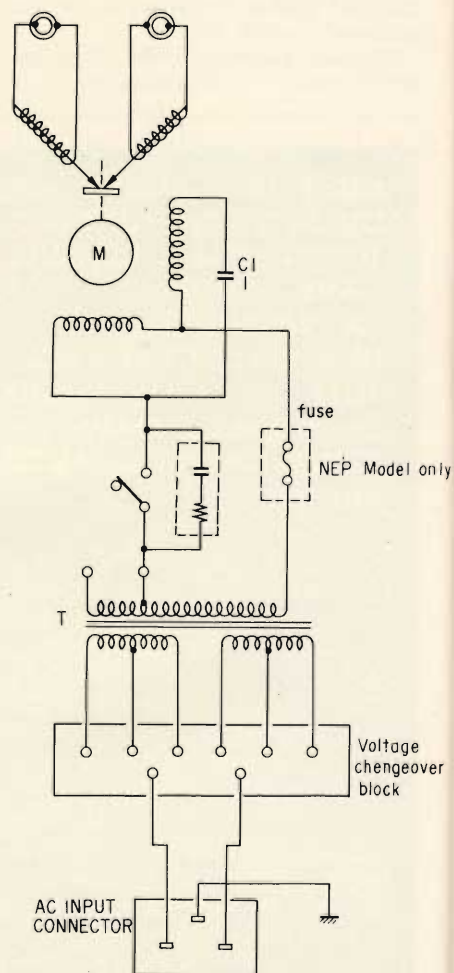 M
C1
1
fuse
NEP Model only
T
Voltage
chengeover
block
AC INPUT
CONNECTOR